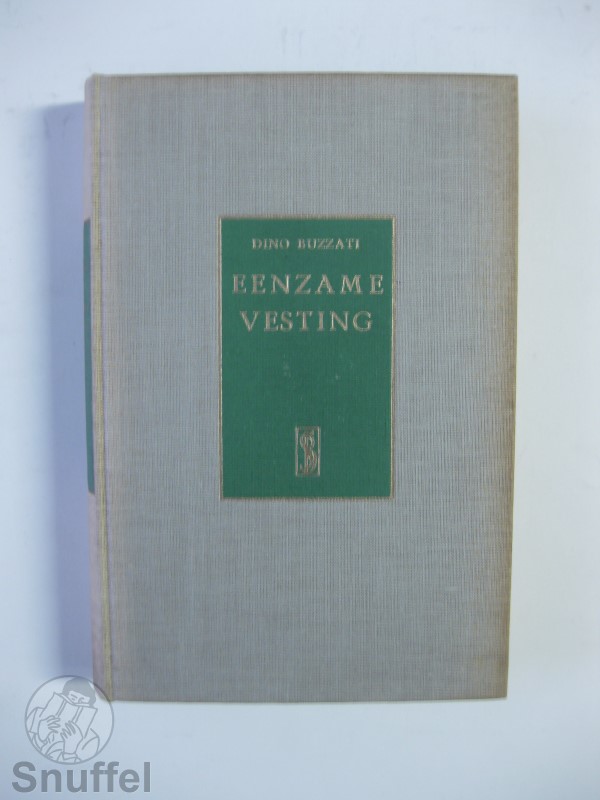 DINO BUZZATI
EENZAME
VESTING
Snuffel